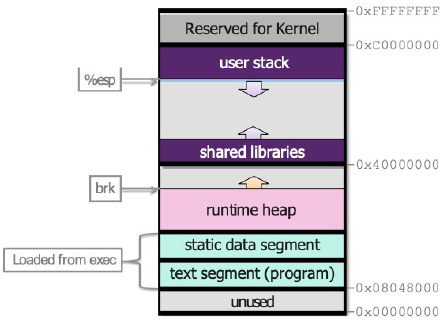 0xFFFFFFFF
Reserved for Kernel
0xC0000000
user stack
%esp
shared libraries
0x40000000
brk
runtime heap
static data segment
Loaded from exec
text segment (program)
0x08048000
unused
0x00000000